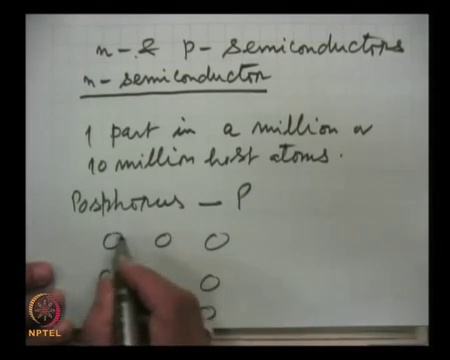 n- & p- semiconductors
n- semiconductor
1 part in a million or
10 million host atoms.
Posphorus — P
NPTEL